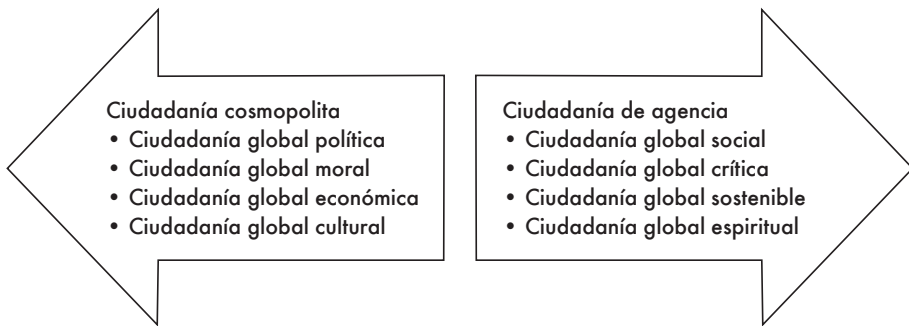 Ciudadanía cosmopolita
• Ciudadanía global política
• Ciudadanía global moral
• Ciudadanía global económica
• Ciudadanía global cultural
Ciudadanía de agencia
• Ciudadanía global social
• Ciudadanía global crítica
• Ciudadanía global sostenible
• Ciudadanía global espiritual